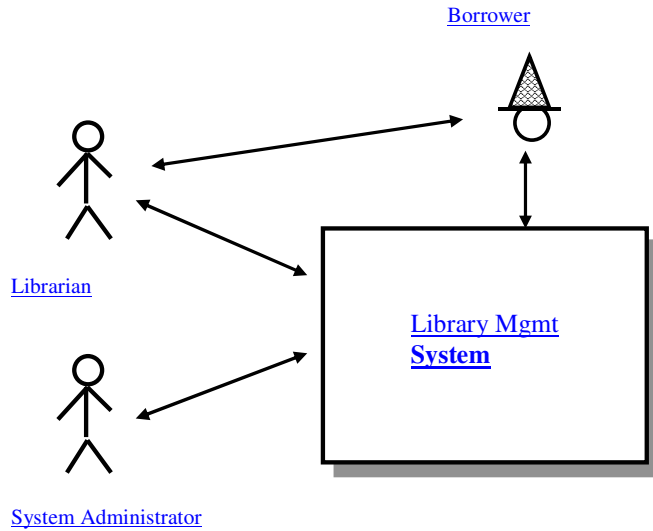 Borrower
Librarian
Library Mgmt
System
System Administrator